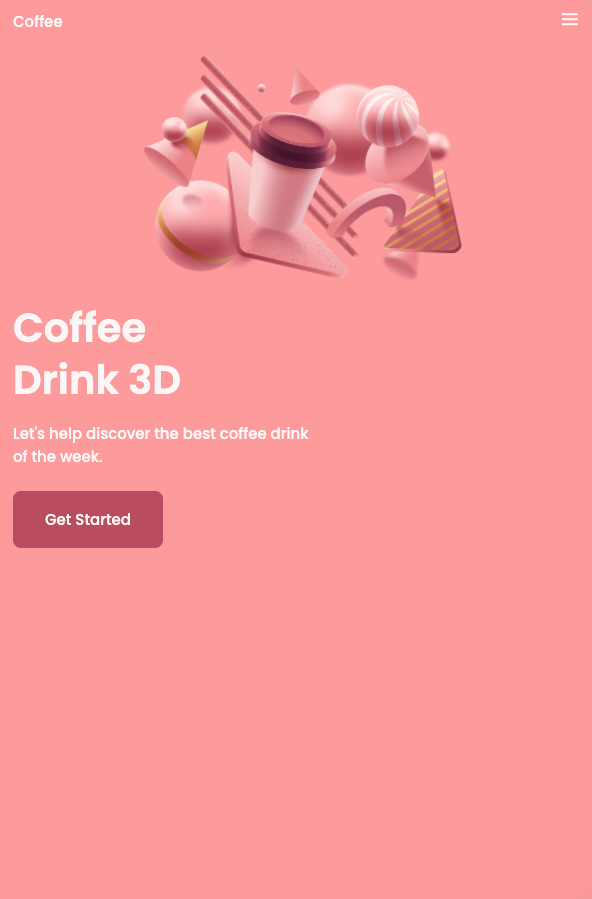 Coffee
Coffee
Drink 3D
Let's help discover the best coffee drink
of the week.
Get Started